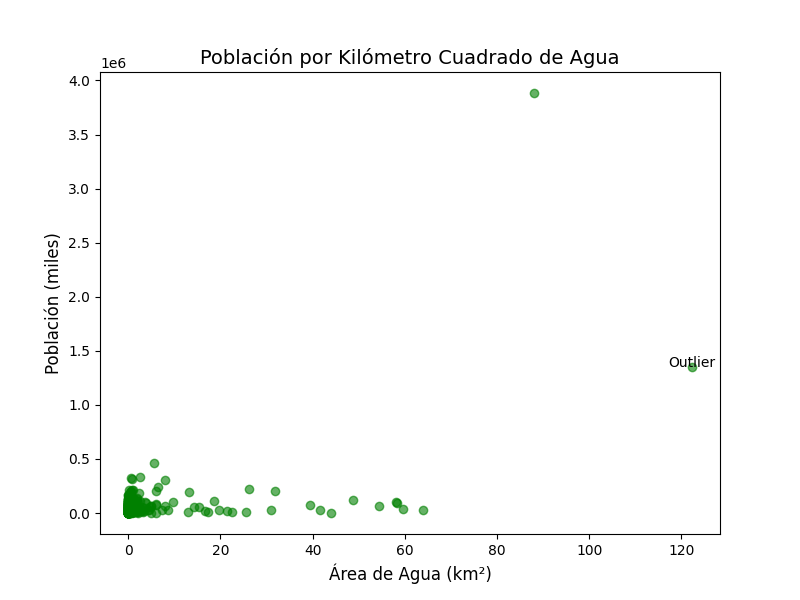 Población por Kilómetro Cuadrado de Agua
1e6
4.0
3.5
3.0
2.5
2.0
1.5
1.0
0.5
0.0
Población (miles)
Outlier
0 20 40 60 80 100 120
Área de Agua (km²)